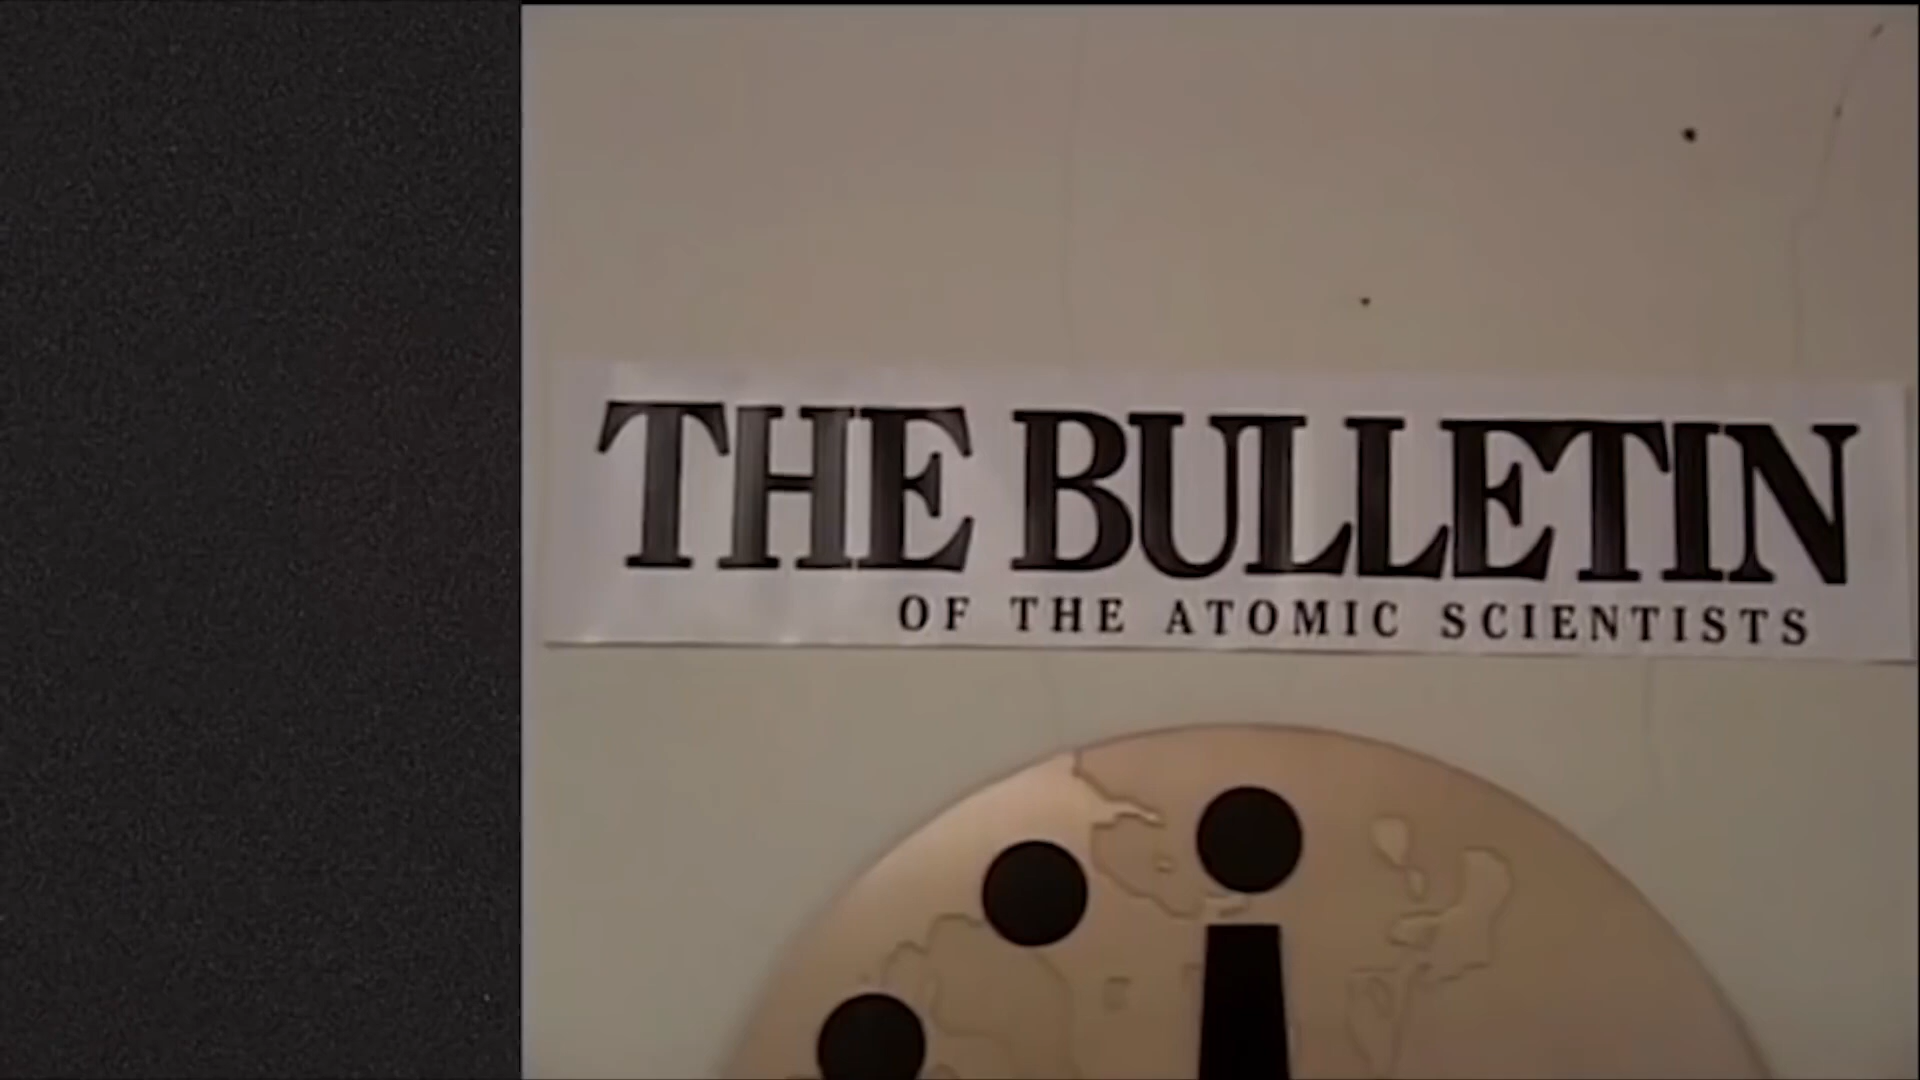 THE BULLETIN
OF THE ATOMIC SCIENTISTS